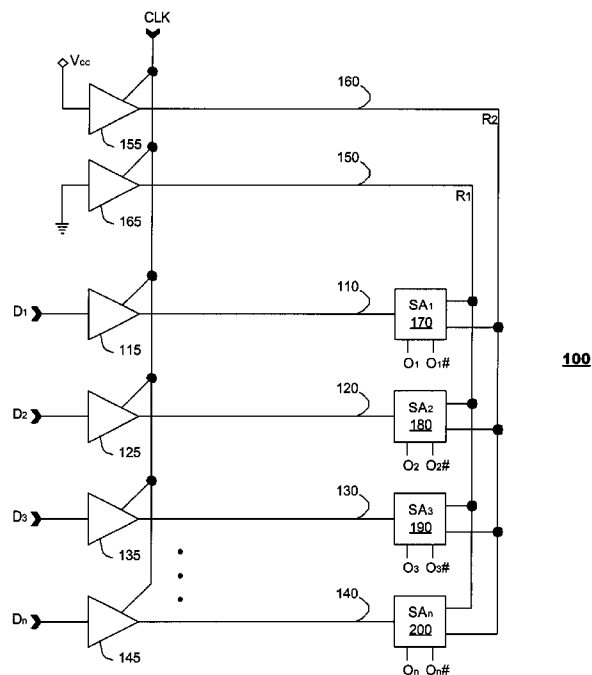 CLK
Vcc
160
R2
155
150
R1
165
110
D1
SA1
170
115
O1 O1#
100
120
D2
SA2
180
125
O2 O2#
130
D3
SA3
190
135
O3 O3#
140
Dn
SAn
200
145
On On#